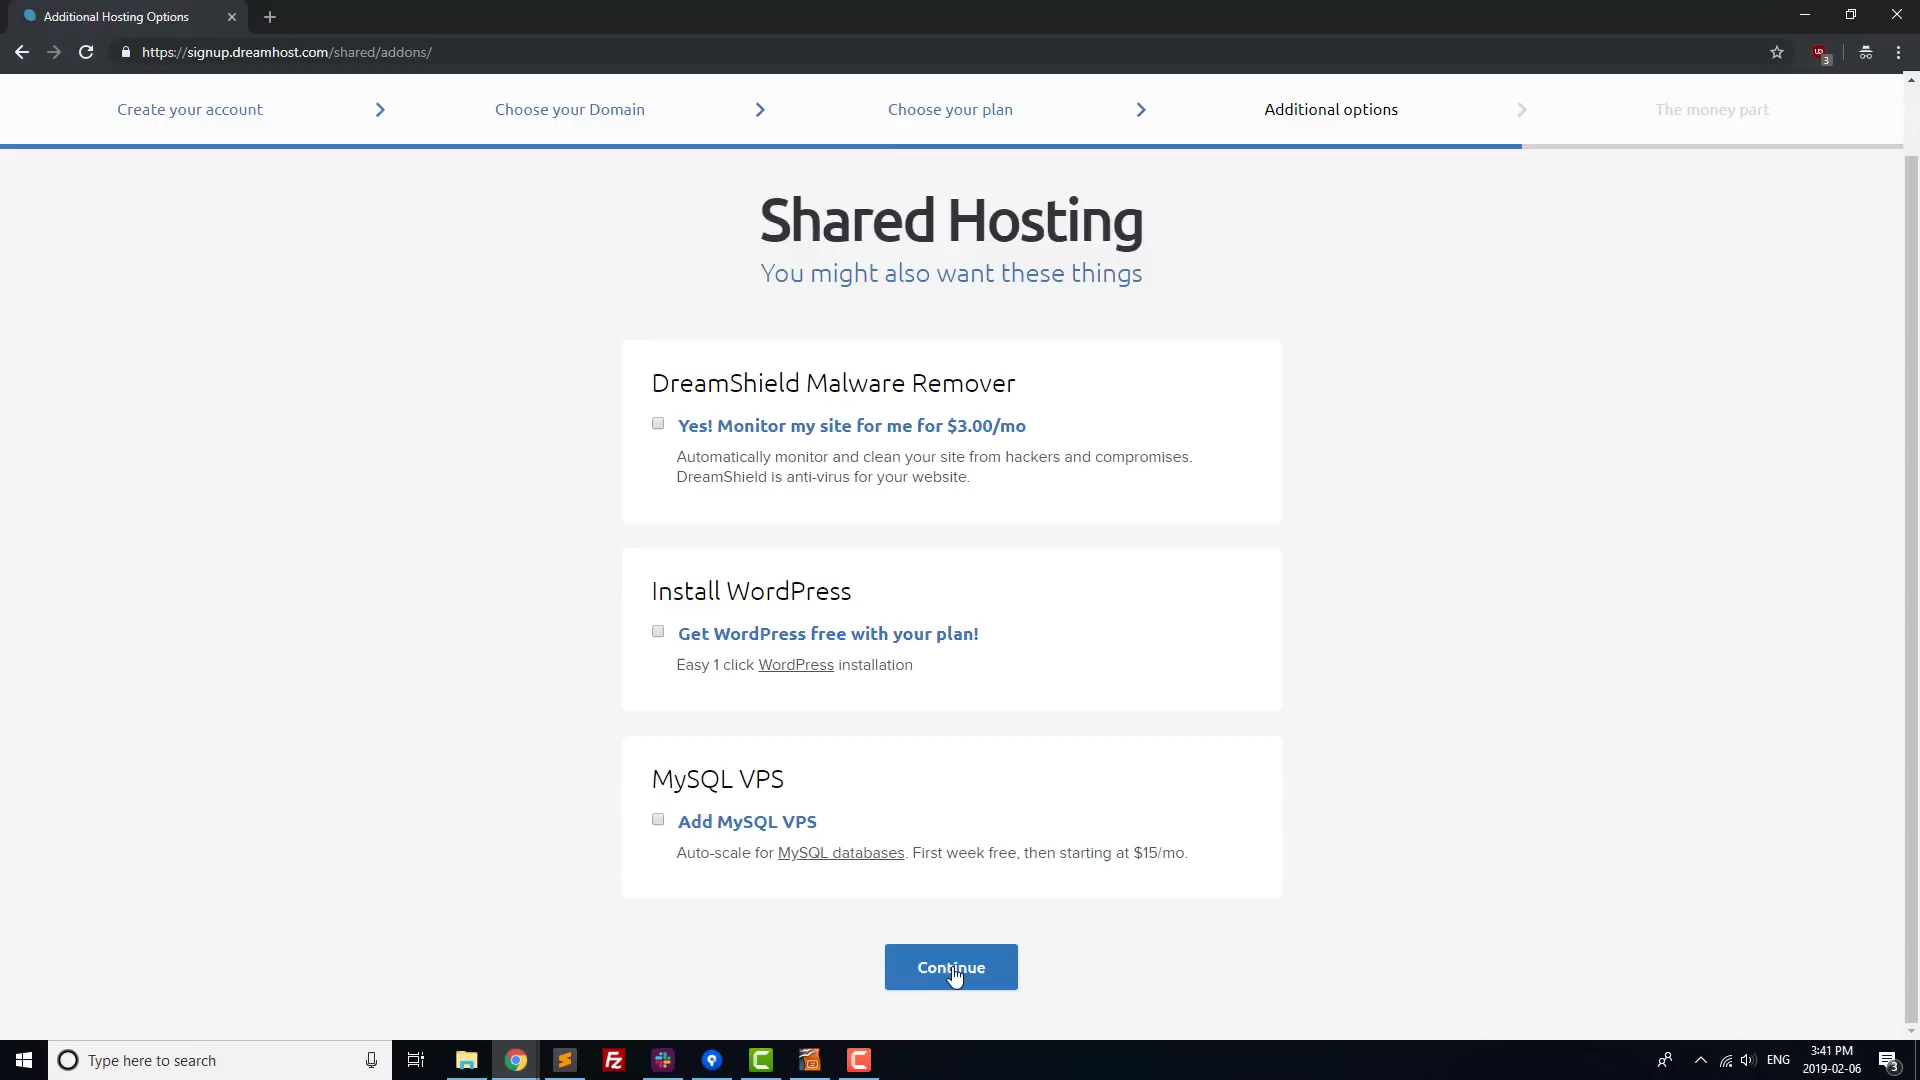 Additional Hosting Options
https://signup.dreamhost.com/shared/addons/
3
Create your account
Choose your Domain
Choose your plan
Additional options
The money part
Shared Hosting
You might also want these things
DreamShield Malware Remover
Yes! Monitor my site for me for $3.00/mo
Automatically monitor and clean your site from hackers and compromises.
DreamShield is anti-virus for your website.
Install WordPress
Get WordPress free with your plan!
Easy 1 click WordPress installation
MySQL VPS
Add MySQL VPS
Auto-scale for MySQL databases. First week free, then starting at $15/mo.
Continue
Type here to search
ENG
3:41 PM
2019-02-06
3